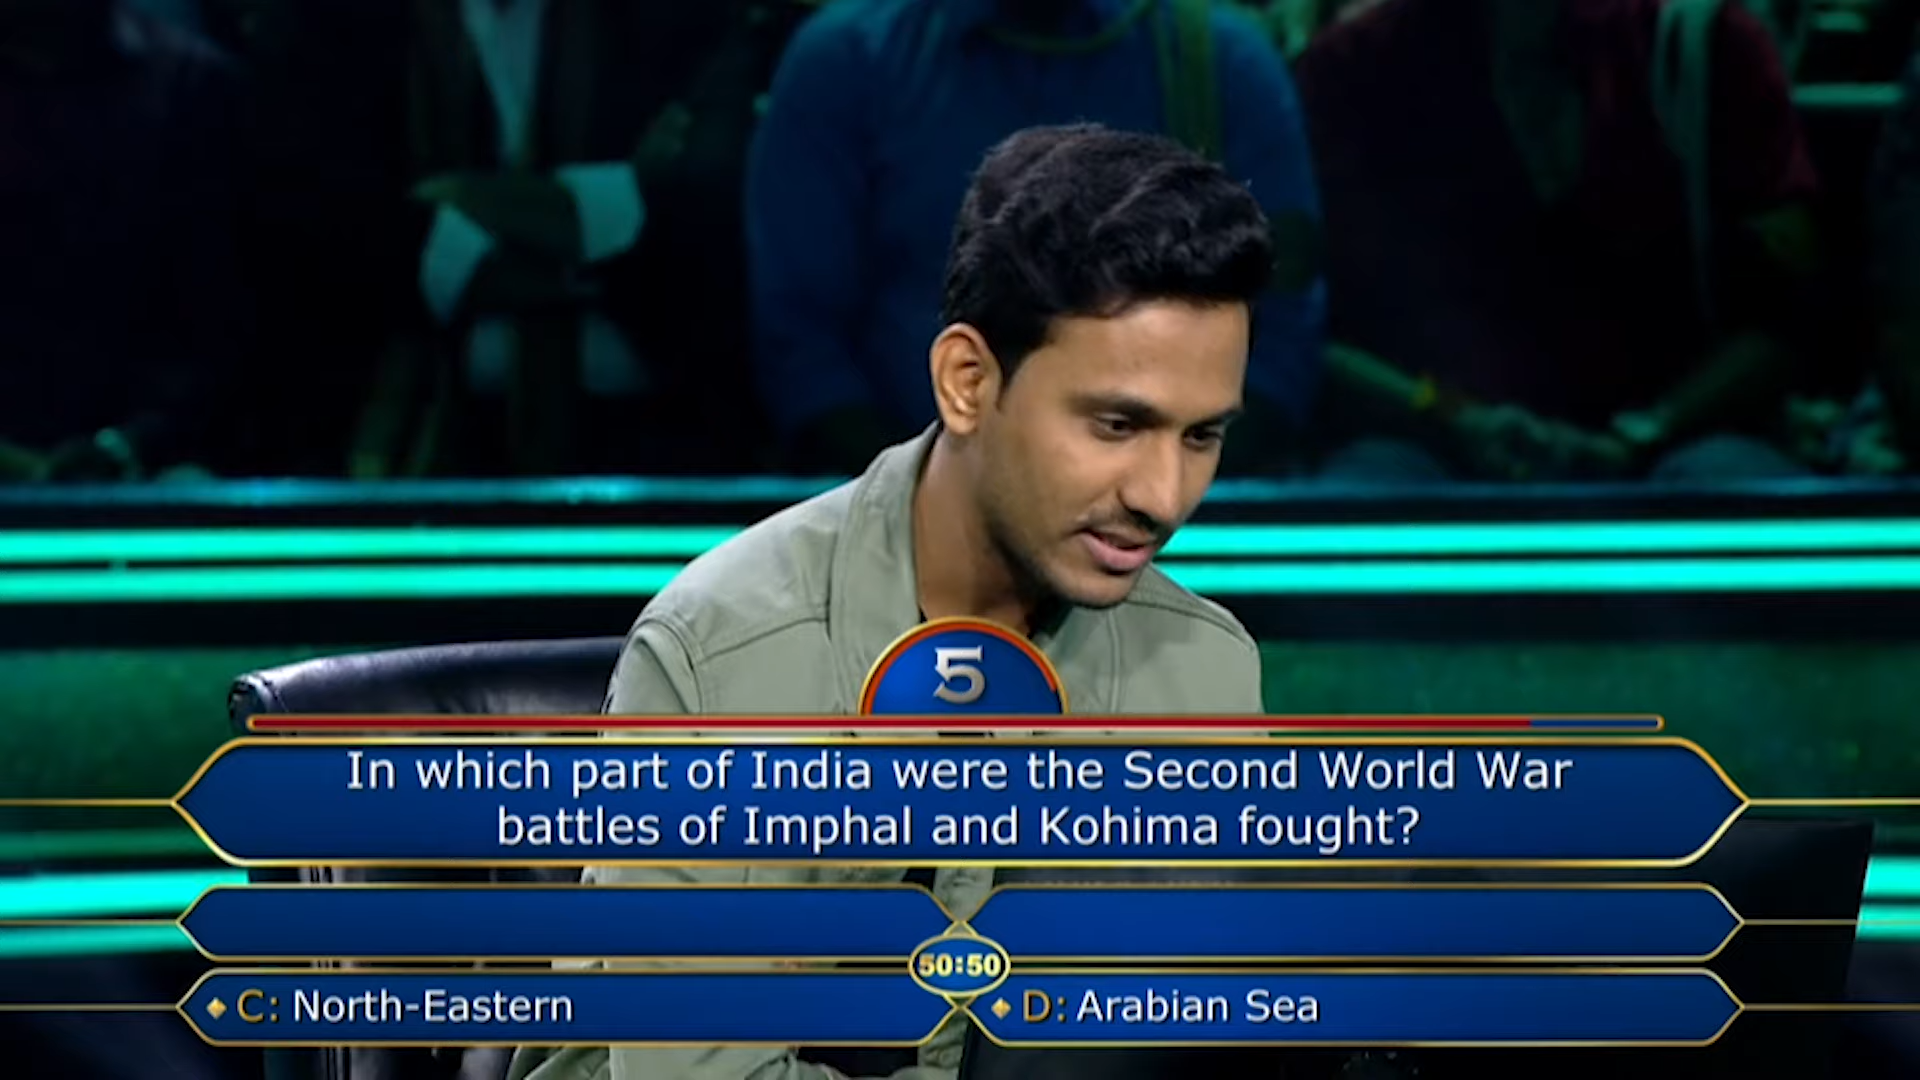 5
In which part of India were the Second World War
battles of Imphal and Kohima fought?
50:50
C: North-Eastern
D: Arabian Sea